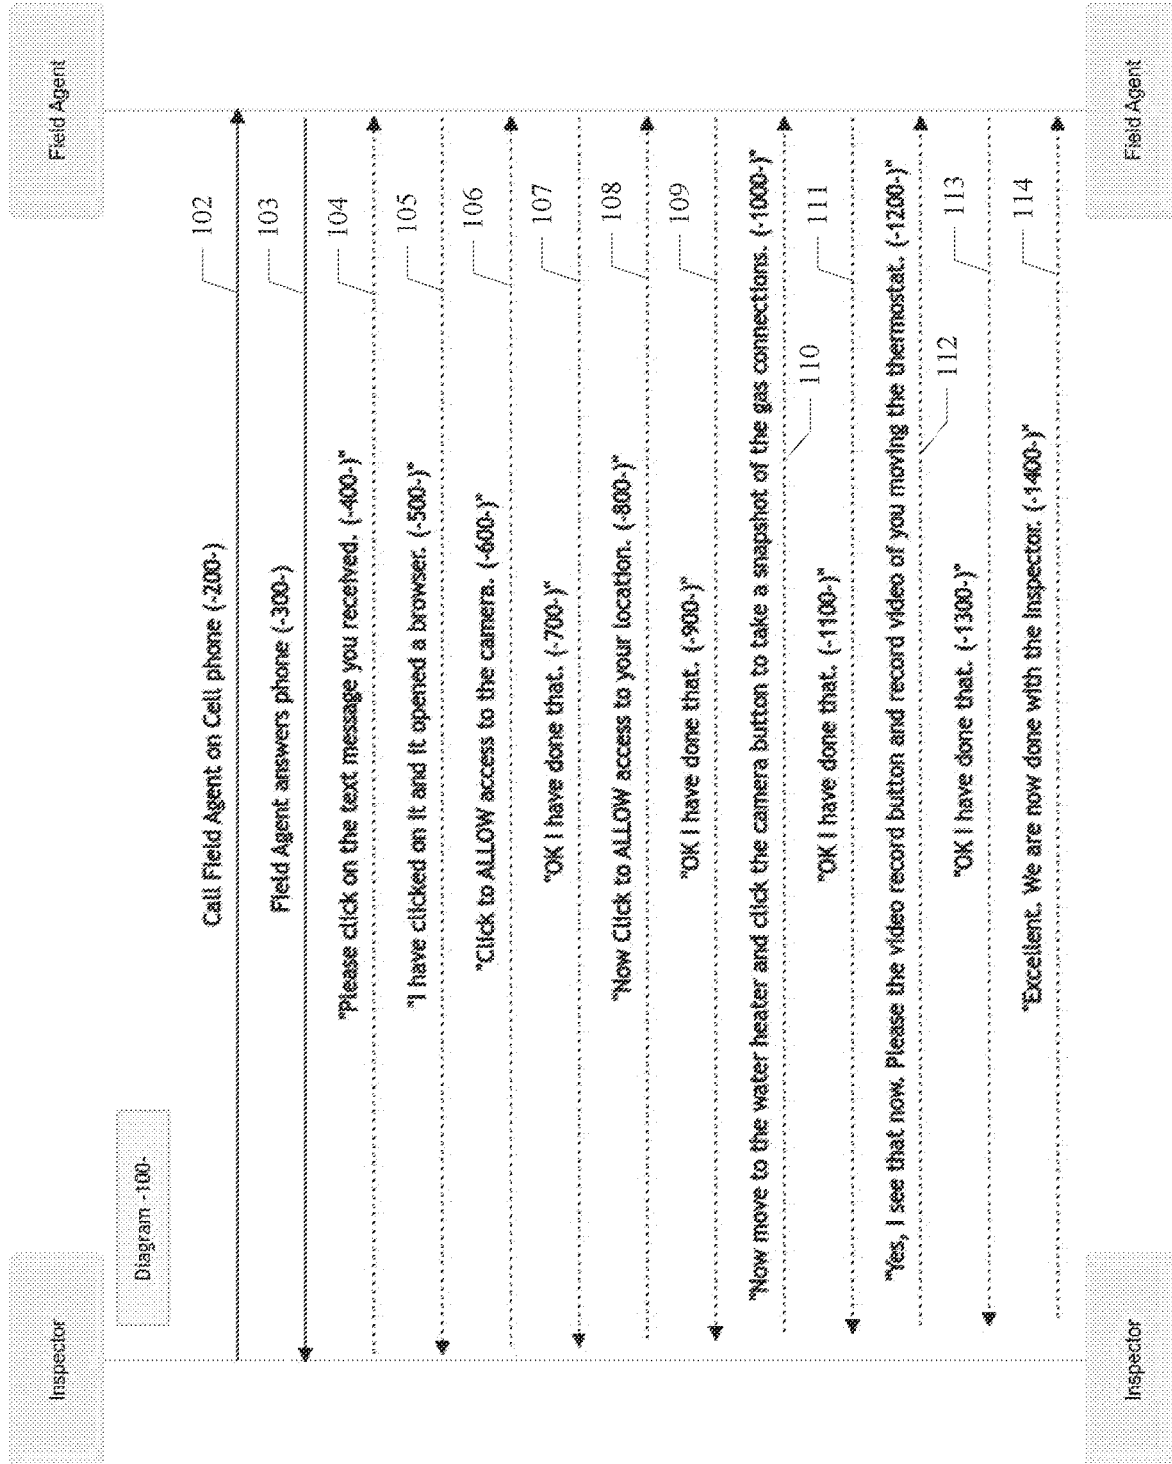 Inspector
Field Agent
Diagram -100-
Call Field Agent on Cell phone (-200-)
102
Field Agent answers phone (-300-)
103
"Please click on the text message you received. (-400-)"
104
"I have clicked on it and it opened a browser. (-500-)"
105
"Click to ALLOW access to the camera. (-600-)"
106
"OK I have done that. (-700-)"
107
"Now Click to ALLOW access to your location. (-800-)"
108
"OK I have done that. (-900-)"
109
"Now move to the water heater and click the camera button to take a snapshot of the gas connections. (-1000-)"
110
"OK I have done that. (-1100-)"
111
"Yes, I see that now. Please the video record button and record video of you moving the thermostat. (-1200-)"
112
"OK I have done that. (-1300-)"
113
"Excellent. We are now done with the Inspector. (-1400-)"
114
Inspector
Field Agent